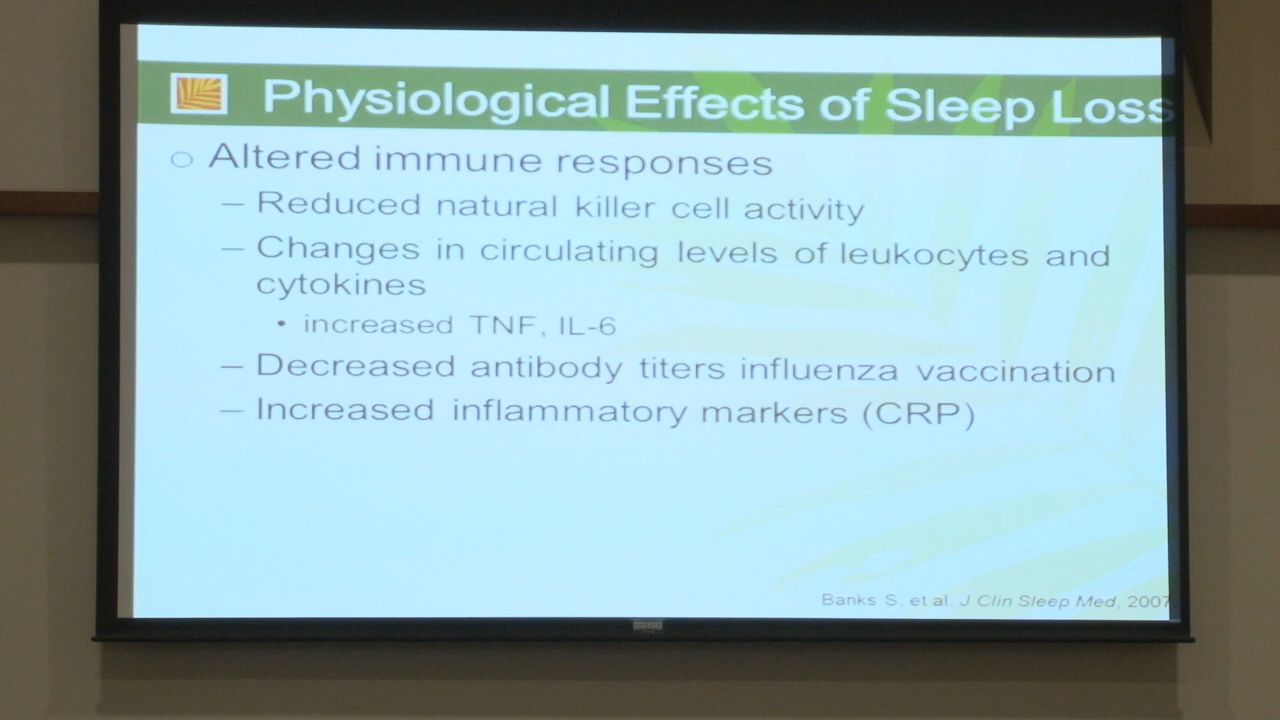 Physiological Effects of Sleep Loss
○ Altered immune responses
– Reduced natural killer cell activity
– Changes in circulating levels of leukocytes and
cytokines
• increased TNF, IL-6
– Decreased antibody titers influenza vaccination
– Increased inflammatory markers (CRP)
Banks S, et al. J Clin Sleep Med, 2007